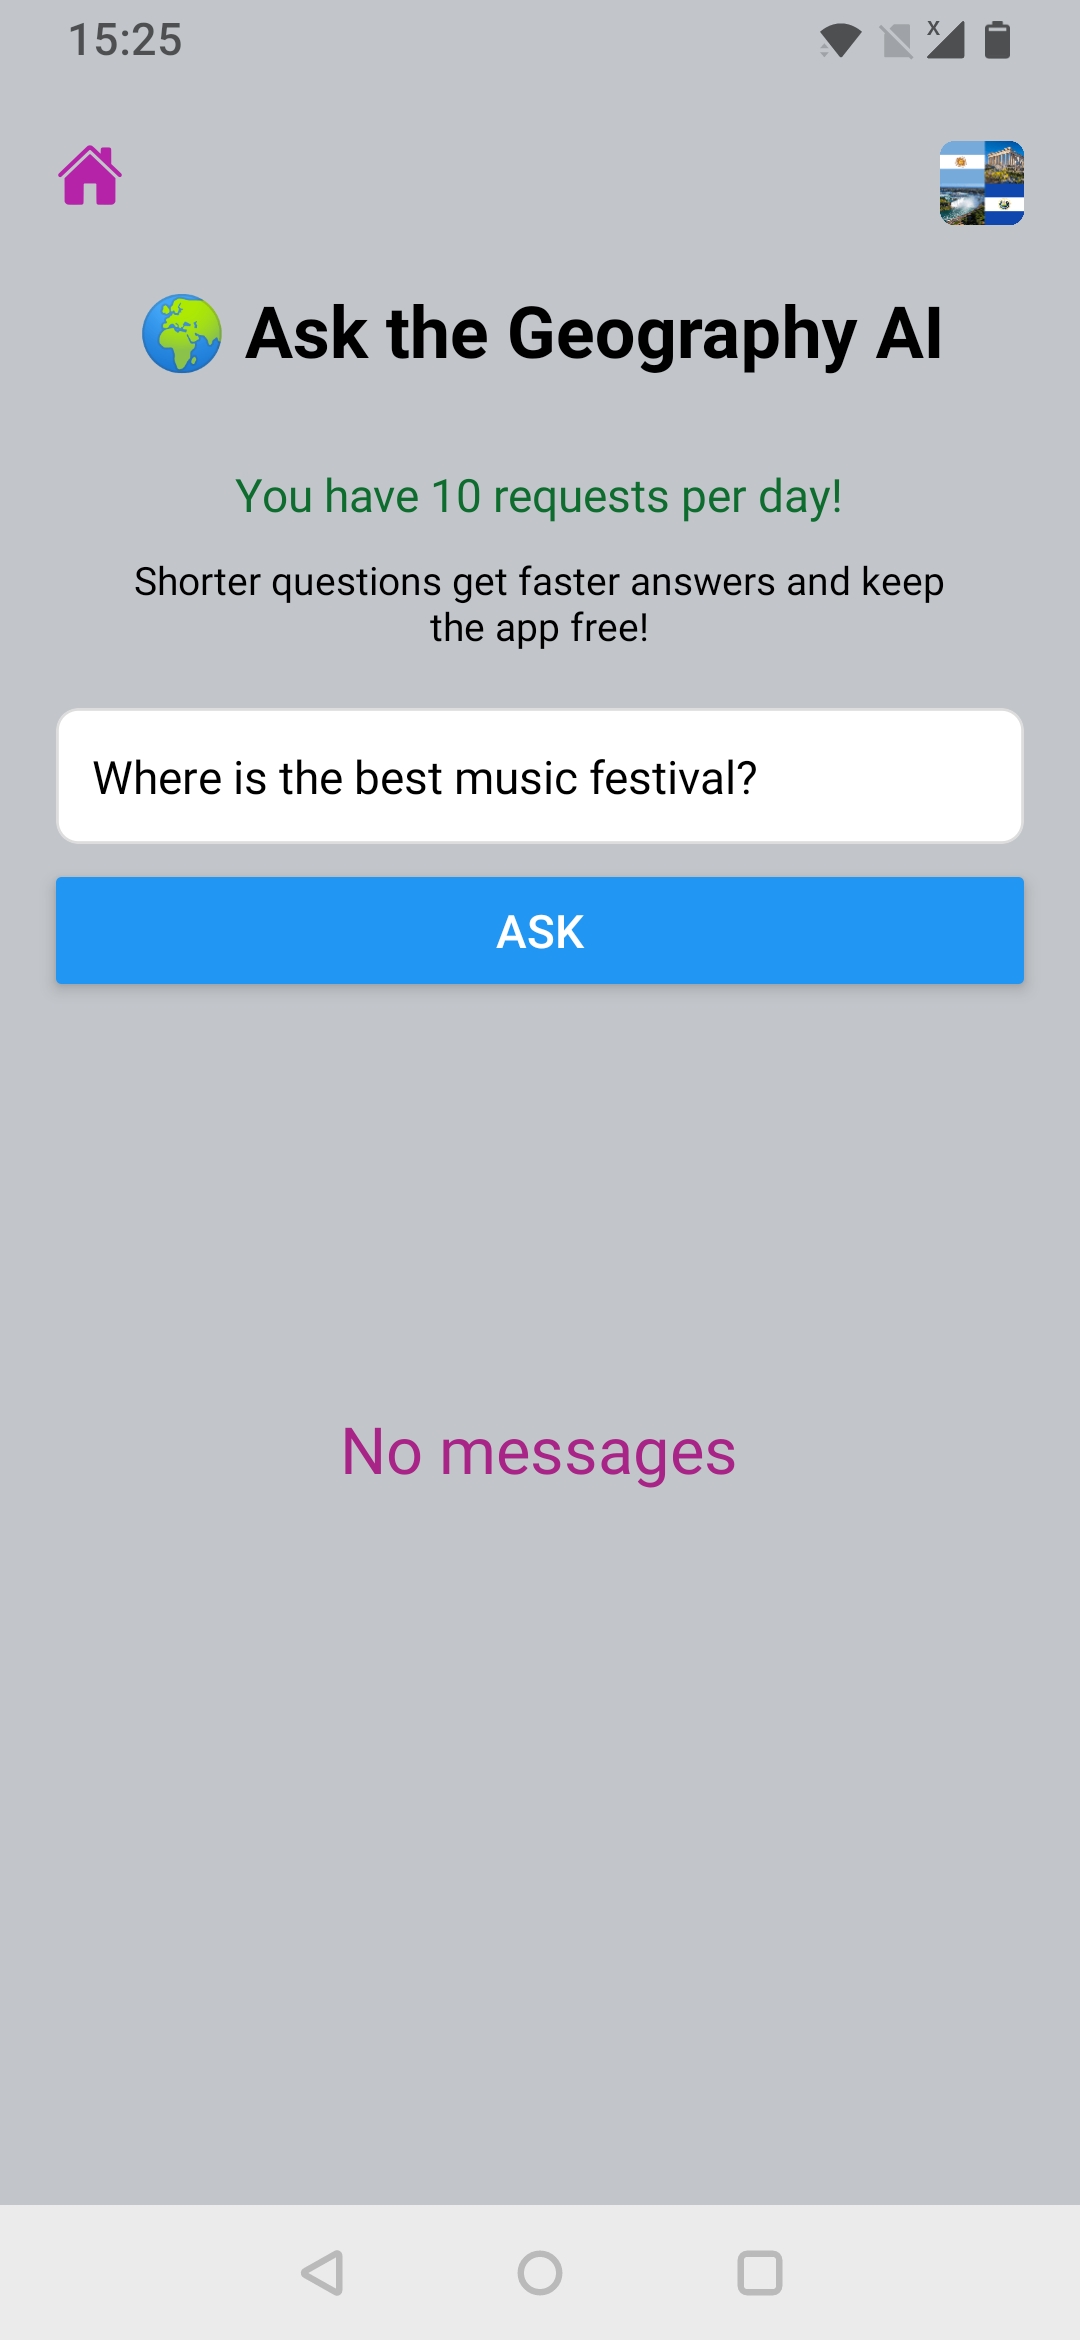 15:25
Ask the Geography AI
You have 10 requests per day!
Shorter questions get faster answers and keep
the app free!
Where is the best music festival?
ASK
No messages